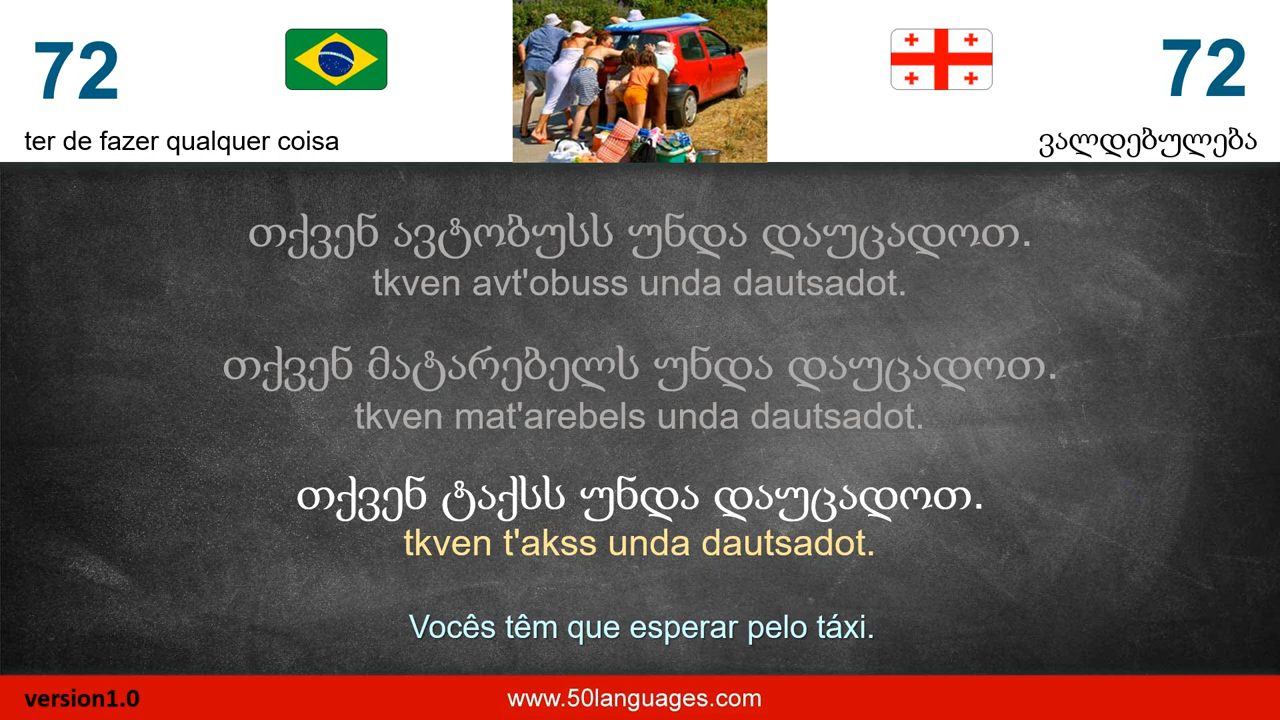 72
72
ter de fazer qualquer coisa
ვალდებულება
თქვენ ავტობუსს უნდა დაუცადოთ.
tkven avt'obuss unda dautsadot.
თქვენ მატარებელს უნდა დაუცადოთ.
tkven mat'arebels unda dautsadot.
თქვენ ტაქსს უნდა დაუცადოთ.
tkven t'akss unda dautsadot.
Vocês têm que esperar pelo táxi.
version1.0
www.50languages.com